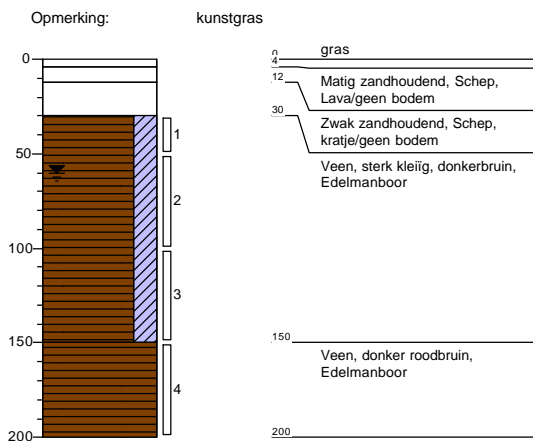 Opmerking: kunstgras
0
50
100
150
200
1
2
3
4
0
gras
4
12
Matig zandhoudend, Schep,
Lava/geen bodem
30
Zwak zandhoudend, Schep,
kratje/geen bodem
Veen, sterk kleiïg, donkerbruin,
Edelmanboor
150
Veen, donker roodbruin,
Edelmanboor
200